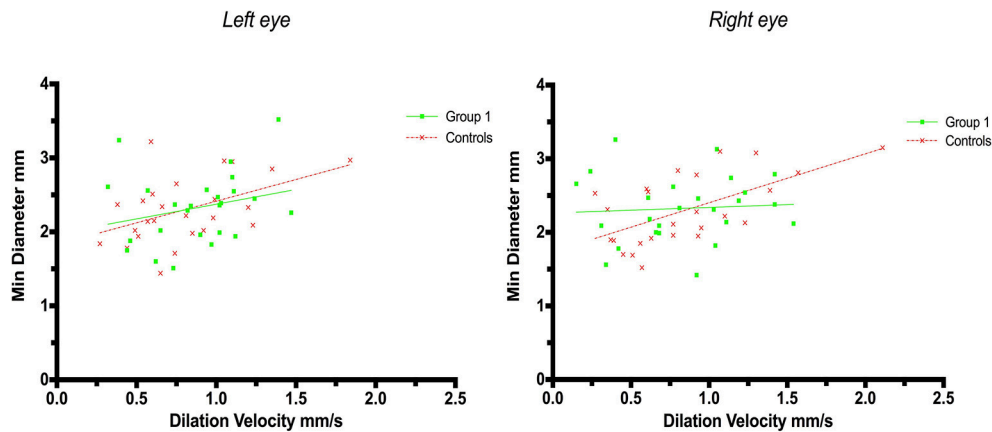 Left eye
Right eye
Min Diameter mm
4
3
2
1
0
0.0 0.5 1.0 1.5 2.0 2.5
Dilation Velocity mm/s
Group 1
Controls
Min Diameter mm
4
3
2
1
0
0.0 0.5 1.0 1.5 2.0 2.5
Dilation Velocity mm/s
Group 1
Controls